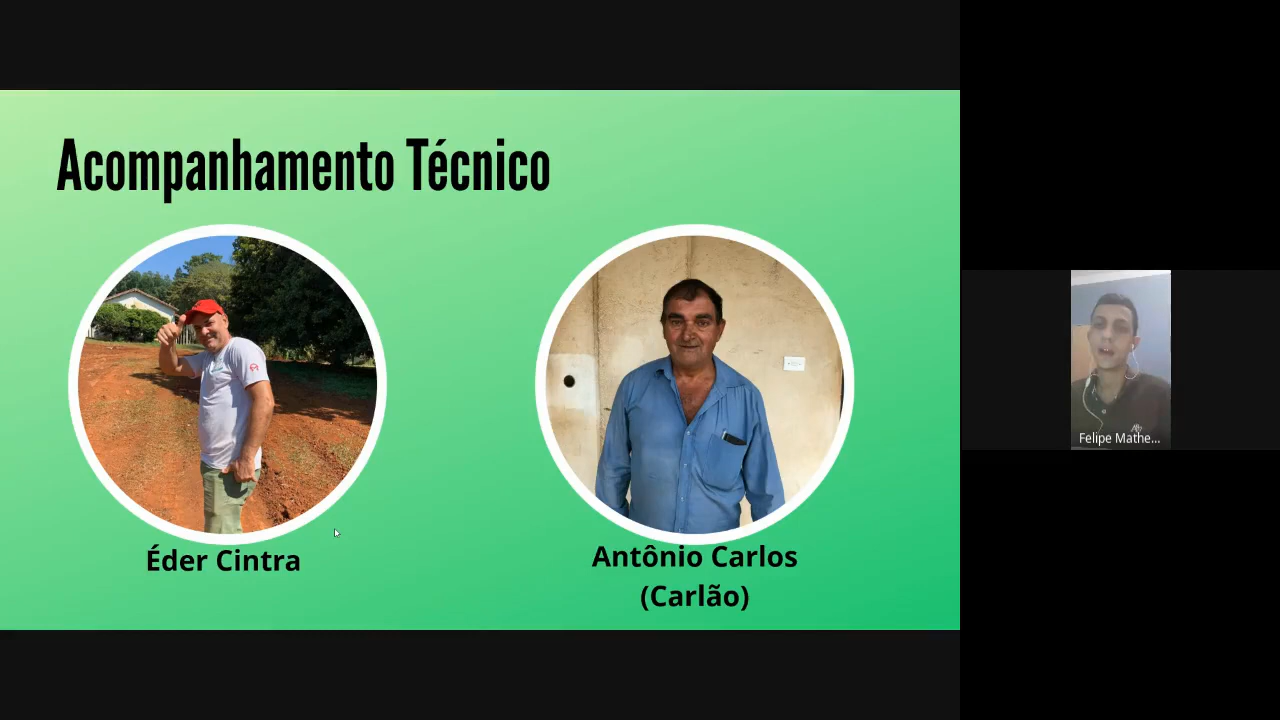 Acompanhamento Técnico
Éder Cintra
Antônio Carlos
(Carlão)
Felipe Mathe...